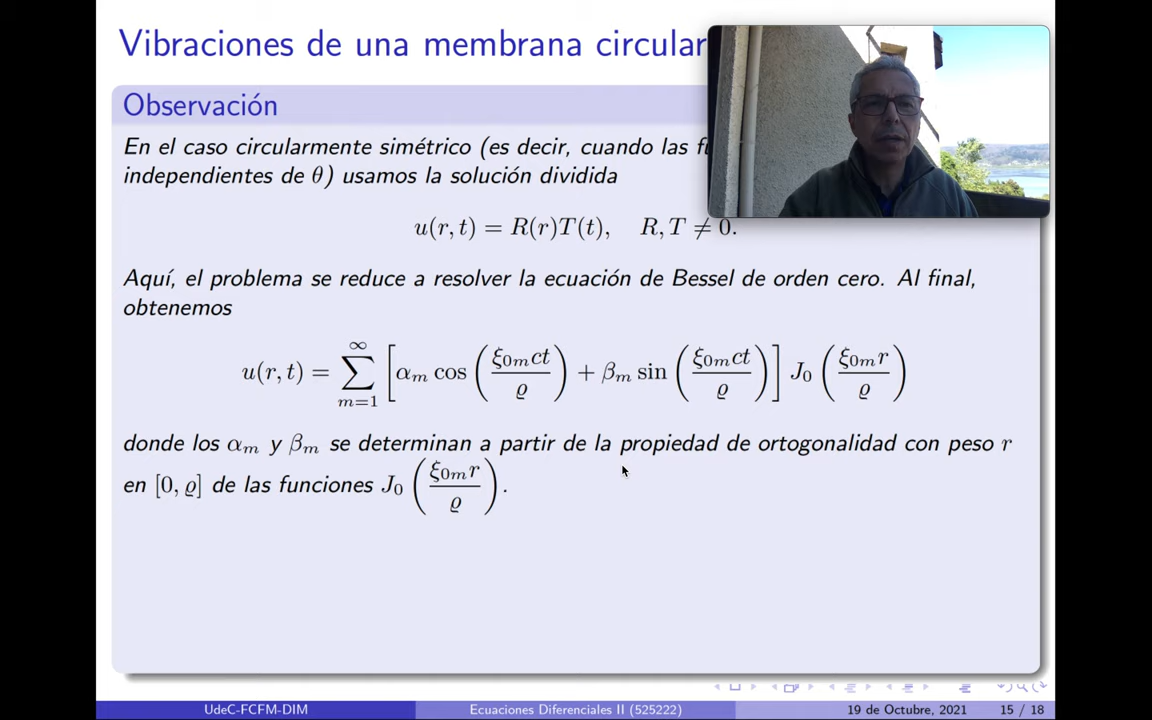 Vibraciones de una membrana circular
Observación
En el caso circularmente simétrico (es decir, cuando las
independientes de θ) usamos la solución dividida
u(r, t) = R(r)T(t), R, T ≠ 0.
Aquí, el problema se reduce a resolver la ecuación de Bessel de orden cero. Al final,
obtenemos
u(r, t) = ∑_{m=1}^{∞} [α_m cos (ξ_{0m}ct/ϱ) + β_m sin (ξ_{0m}ct/ϱ)] J_0 (ξ_{0m}r/ϱ)
donde los α_m y β_m se determinan a partir de la propiedad de ortogonalidad con peso r
en [0, ϱ] de las funciones J_0 (ξ_{0m}r/ϱ).
UdeC-FCFM-DIM Ecuaciones Diferenciales II (525222) 19 de Octubre, 2021 15 / 18